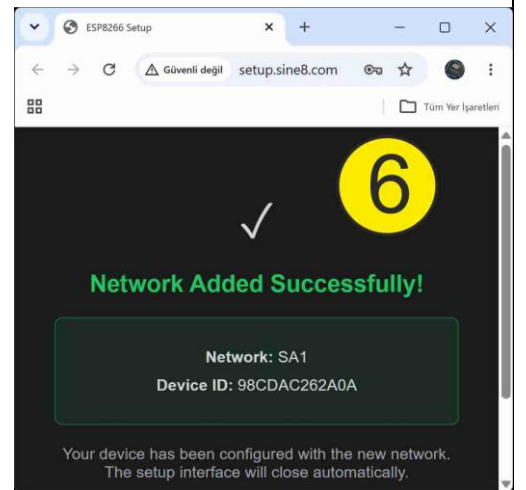 ESP8266 Setup
Güvenli değil setup.sine8.com
Tüm Yer İşaretleri
6
Network Added Successfully!
Network: SA1
Device ID: 98CDAC262A0A
Your device has been configured with the new network.
The setup interface will close automatically.